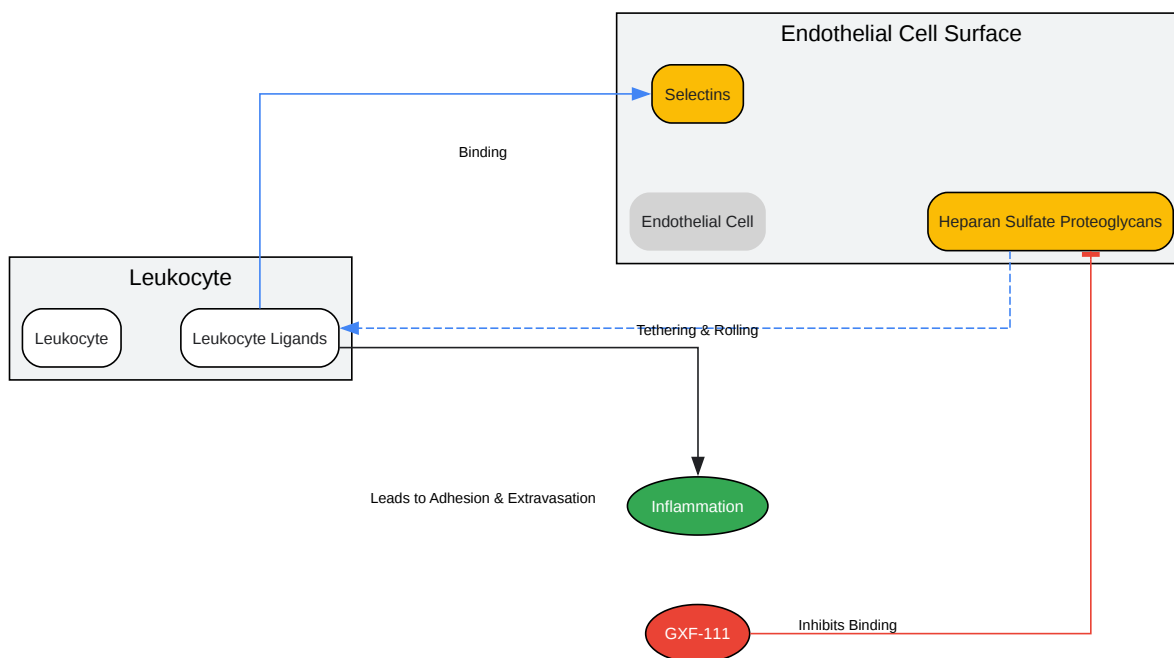 Endothelial Cell Surface
Selectins
Binding
Endothelial Cell
Heparan Sulfate Proteoglycans
Leukocyte
Leukocyte
Leukocyte Ligands
Tethering & Rolling
Leads to Adhesion & Extravasation
Inflammation
GXF-111
Inhibits Binding